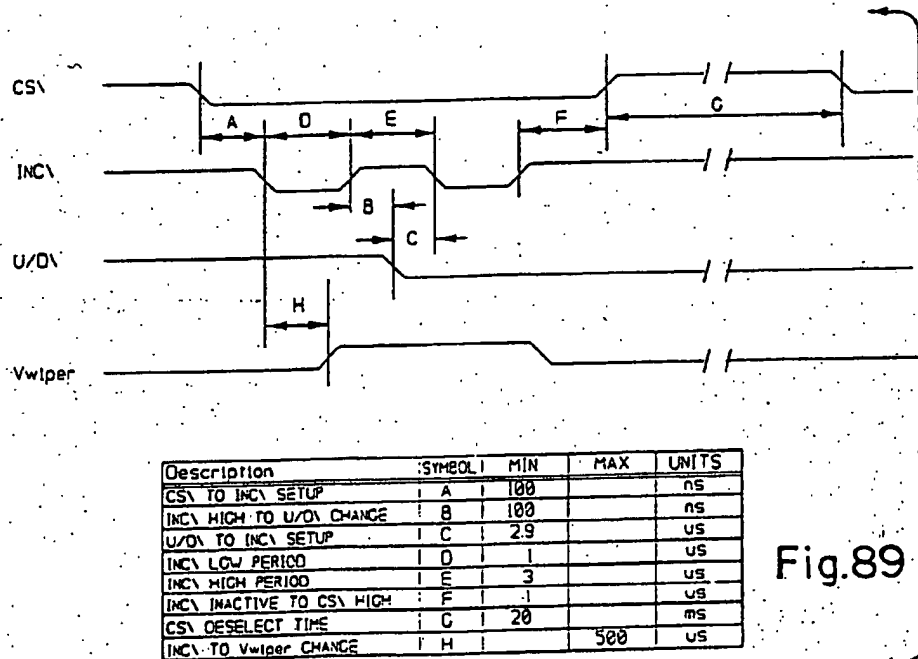 CS\
A
D
E
F
G
INC\
B
C
U/D\
H
Vwiper
Description SYMBOL MIN MAX UNITS
CS\ TO INC\ SETUP A 100 ns
INC\ HIGH TO U/D\ CHANGE B 100 ns
U/D\ TO INC\ SETUP C 2.9 us
INC\ LOW PERIOD D 1 us
INC\ HIGH PERIOD E 3 us
INC\ INACTIVE TO CS\ HIGH F 1 us
CS\ DESELECT TIME G 20 ms
INC\ TO Vwiper CHANGE H 500 us
Fig.89